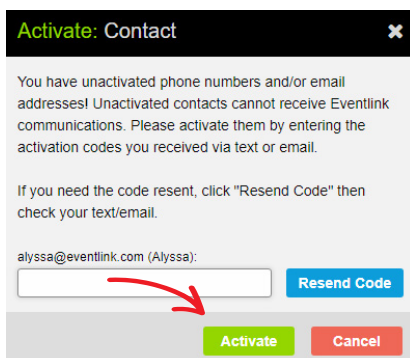 Activate: Contact ✖
You have unactivated phone numbers and/or email
addresses! Unactivated contacts cannot receive Eventlink
communications. Please activate them by entering the
activation codes you received via text or email.
If you need the code resent, click "Resend Code" then
check your text/email.
alyssa@eventlink.com (Alyssa):
Resend Code
Activate Cancel